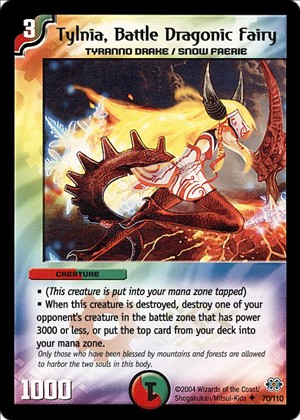 3
Tylnia, Battle Dragonic Fairy
TYRANNO DRAKE / SNOW FAERIE
CREATURE
▪ (This creature is put into your mana zone tapped)
▪ When this creature is destroyed, destroy one of your
opponent's creature in the battle zone that has power
3000 or less, or put the top card from your deck into
your mana zone.
Only those who have been blessed by mountains and forests are allowed
to harbor the two souls in this body.
1000
1
©2004 Wizards of the Coast/
Shogakukan/Mitsui-Kids
70/110